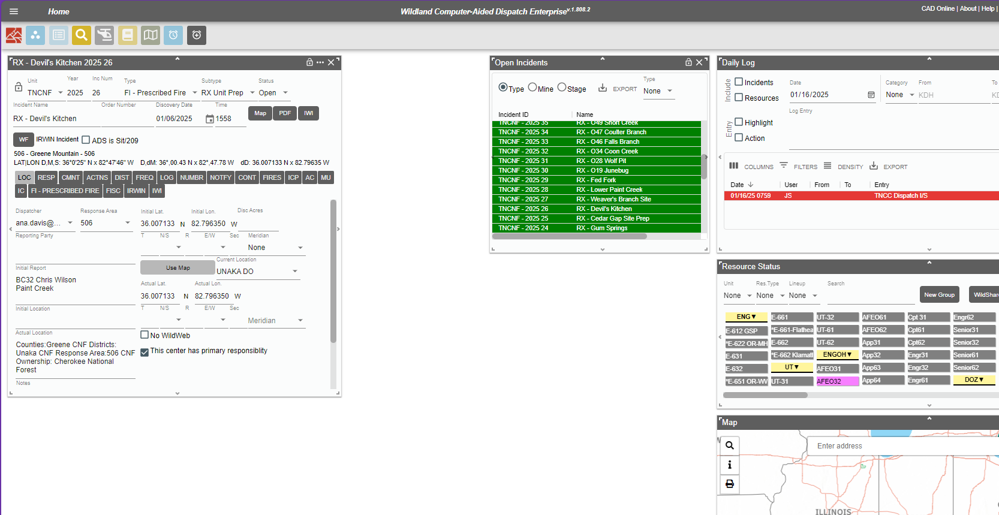 Home
Wildland Computer-Aided Dispatch Enterprise v.1.808.2
CAD Online | About | Help |
RX - Devil's Kitchen 2025 26
Unit
Year
Inc Num
Type
Subtype
Status
TNCNF
2025
26
FI - Prescribed Fire
RX Unit Prep
Open
Incident Name
Order Number
Discovery Date
Time
RX - Devil's Kitchen
01/06/2025
1558
Map
PDF
IWI
WF
IRWIN Incident
ADS is Sit/209
506 - Greene Mountain - 506
LAT|LON D,M,S: 36°0'25" N x 82°47'46" W D,dM: 36°,00.43 N x 82°,47.78 W dD: 36.007133 N x 82.79635 W
LOC RESP CMNT ACTNS DIST FREQ LOG NUMBR NOTFY CONT FIRES ICP AC MU
IC FI - PRESCRIBED FIRE FISC IRWIN IWI
Dispatcher
Response Area
Initial Lat.
Initial Lon.
Disc Acres
ana.davis@...
506
36.007133 N 82.796350 W
Reporting Party
T N/S R E/W Sec Meridian
None
Initial Report
Use Map
Current Location
UNAKA DO
BC32 Chris Wilson
Paint Creek
Actual Lat.
Actual Lon.
36.007133 N 82.796350 W
Initial Location
T N/S R E/W Sec
Meridian
Actual Location
No WildWeb
Counties:Greene CNF Districts:
Unaka CNF Response Area:506 CNF
Ownership: Cherokee National
Forest
This center has primary responsiblity
Notes
Open Incidents
Type Mine Stage
EXPORT
Type
None
Incident ID
Name
TNCNF - 2025 35 RX - O49 Short Creek
TNCNF - 2025 34 RX - O47 Coulter Branch
TNCNF - 2025 33 RX - O46 Falls Branch
TNCNF - 2025 32 RX - O34 Coon Creek
TNCNF - 2025 31 RX - O28 Wolf Pit
TNCNF - 2025 30 RX - O19 Junebug
TNCNF - 2025 29 RX - Fed Fork
TNCNF - 2025 28 RX - Lower Paint Creek
TNCNF - 2025 27 RX - Weaver's Branch Site
TNCNF - 2025 26 RX - Devil's Kitchen
TNCNF - 2025 25 RX - Cedar Gap Site Prep
TNCNF - 2025 24 RX - Gum Springs
Daily Log
Include
Incidents
Resources
Date
01/16/2025
Category
None
From
KDH
To
KD
Log Entry
Entry
Highlight
Action
COLUMNS FILTERS DENSITY EXPORT
Date User From To Entry
01/16/25 0759 JS TNCC Dispatch I/S
Resource Status
Unit
Res.Type
Lineup
Search
None
None
None
New Group
WildShare
ENG▼ E-661 UT-32 AFEO61 Cpt 31 Engr62
E-612 GSP *E-661-Flathea UT-61 AFEO62 Cpt61 Senior31
*E-622 OR-MH E-662 UT-62 App31 Cpt62 Senior32
E-631 *E-662 Klamatl ENGOH▼ App32 Engr31 Senior61
E-632 UT▼ AFEO31 App63 Engr32 Senior62
*E-651 OR-WV UT-31 AFEO32 App64 Engr61 DOZ▼
Map
Enter address
ILLINOIS